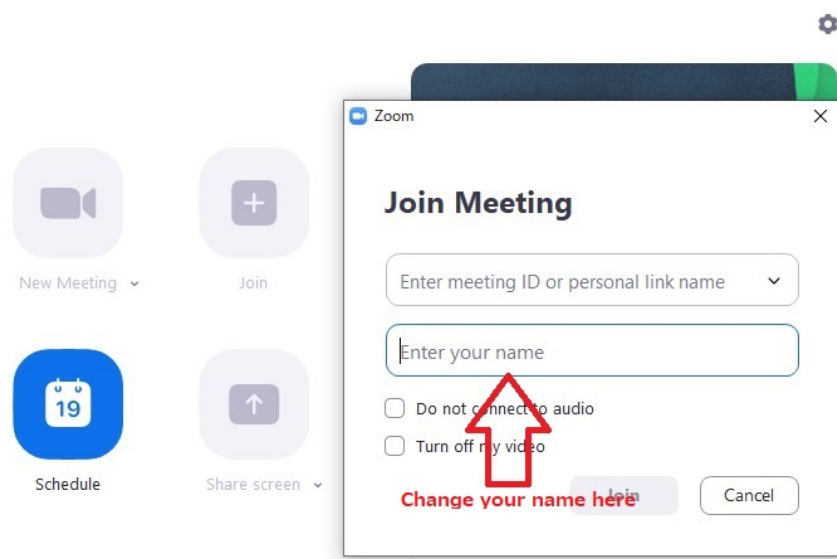 Zoom
Join Meeting
Enter meeting ID or personal link name
Enter your name
Do not connect to audio
Turn off my video
Change your name here
Join
Cancel
New Meeting
Join
19
Schedule
Share screen